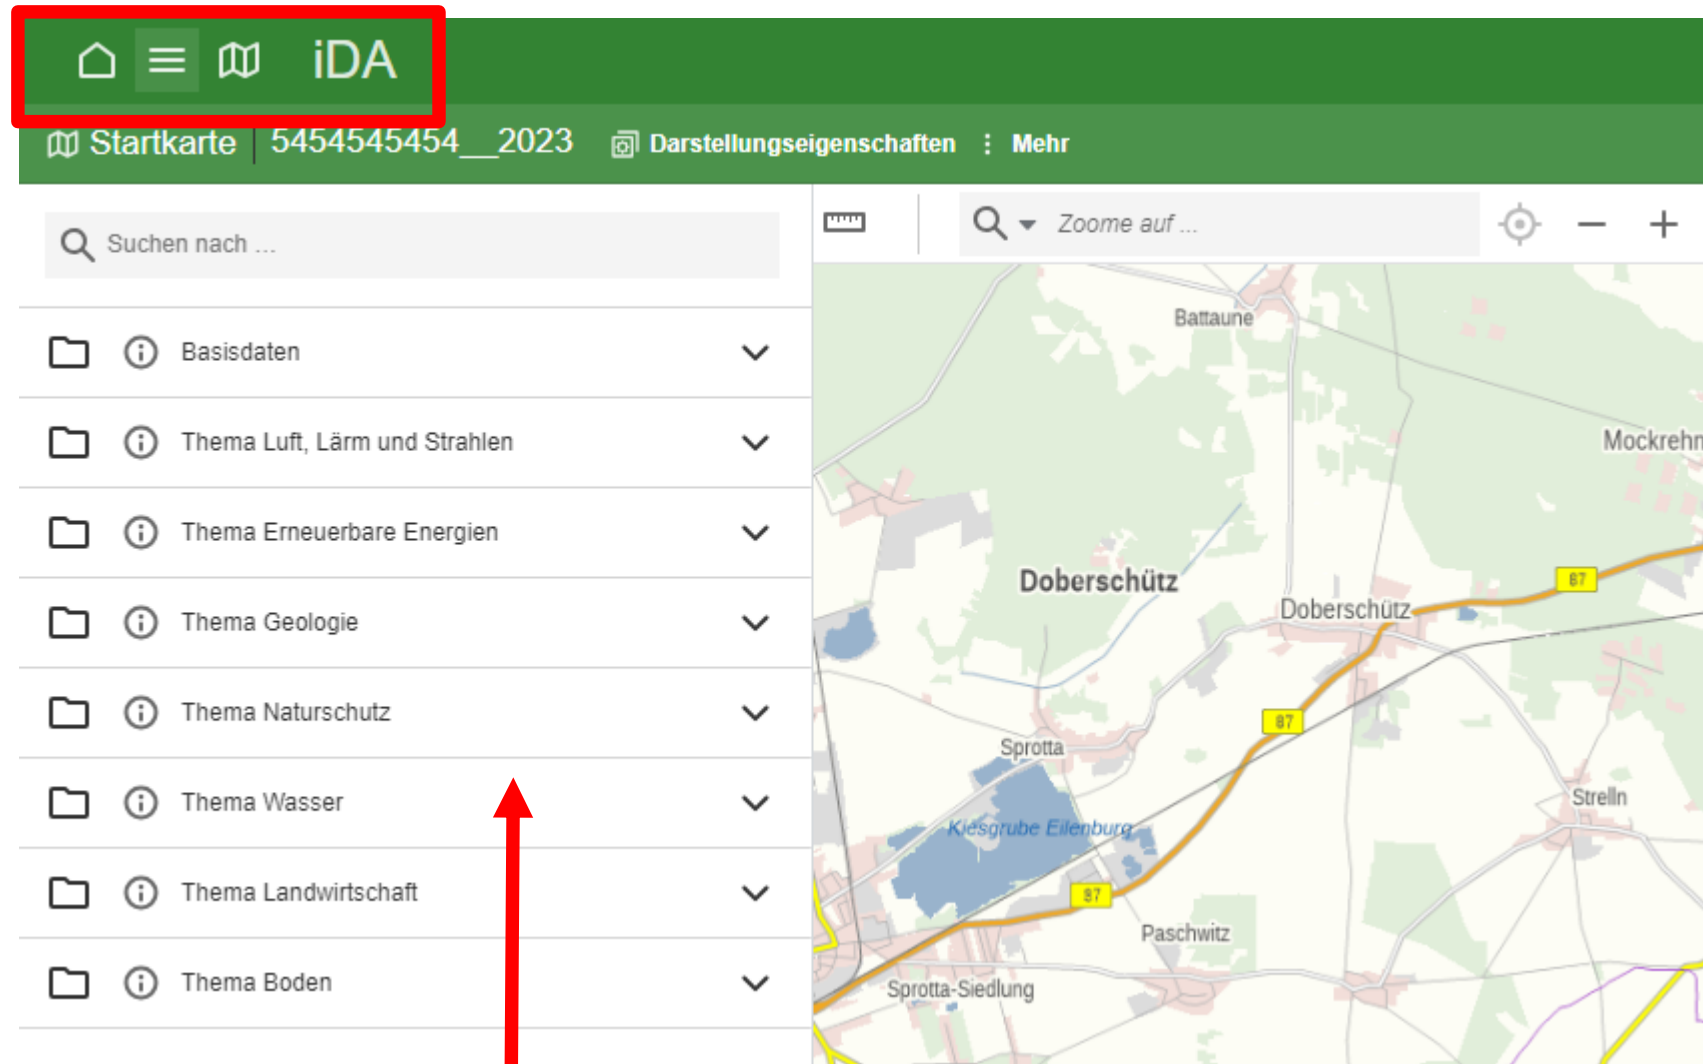 iDA
Startkarte 5454545454__2023 Darstellungseigenschaften Mehr
Suchen nach ...
Zoome auf ...
Basisdaten
Thema Luft, Lärm und Strahlen
Thema Erneuerbare Energien
Thema Geologie
Thema Naturschutz
Thema Wasser
Thema Landwirtschaft
Thema Boden
Battaune
Mockrehn
Doberschütz
87
Doberschütz
87
Sprotta
Strelln
Kiesgrube Eilenburg
87
Paschwitz
Sprotta-Siedlung